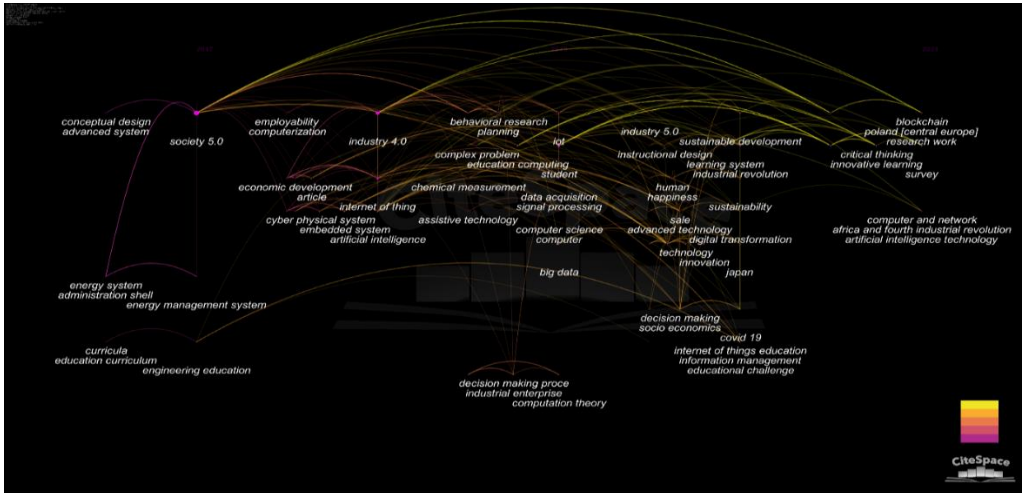 conceptual design
advanced system
society 5.0
employability
computerization
industry 4.0
behavioral research
planning
iot
industry 5.0
sustainable development
blockchain
poland [central europe]
research work
complex problem
education computing
student
instructional design
learning system
industrial revolution
critical thinking
innovative learning
survey
economic development
article
internet of thing
chemical measurement
data acquisition
signal processing
human
happiness
sustainability
cyber physical system
embedded system
artificial intelligence
assistive technology
computer science
computer
sale
advanced technology
digital transformation
computer and network
africa and fourth industrial revolution
artificial intelligence technology
technology
innovation
big data
japan
energy system
administration shell
energy management system
decision making
socio economics
covid 19
curricula
education curriculum
engineering education
internet of things education
information management
educational challenge
decision making proce
industrial enterprise
computation theory
CiteSpace
CiteSpace